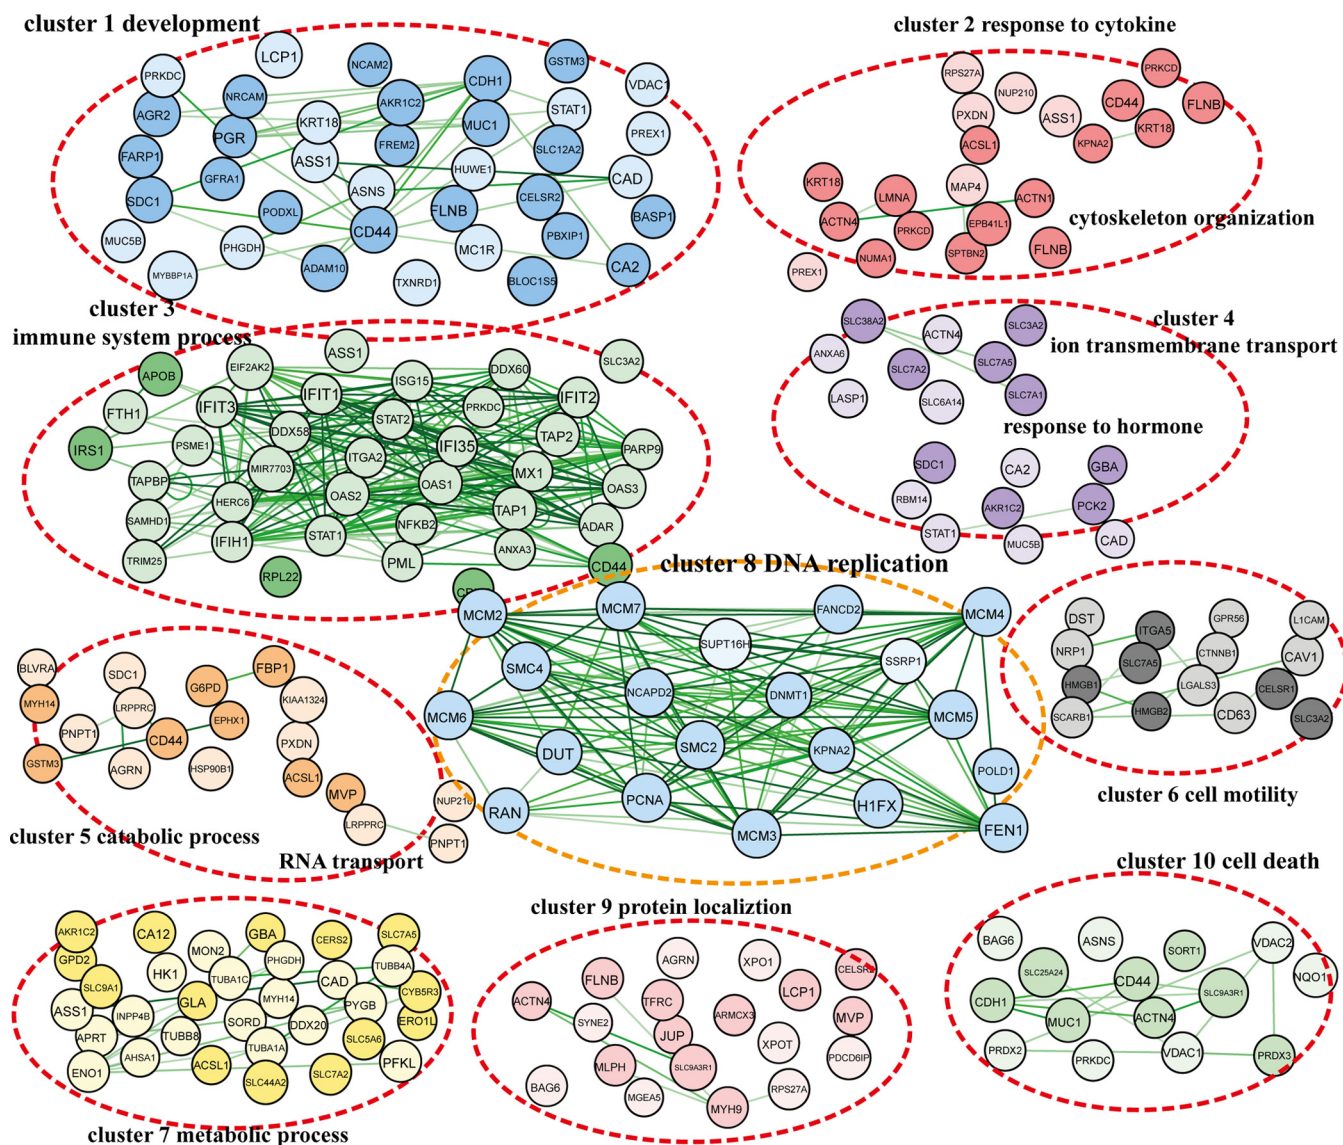 cluster 1 development
LCP1
NCAM2
GSTM3
PRKDC
CDH1
VDAC1
NRCAM
AKR1C2
STAT1
AGR2
KRT18
MUC1
PREX1
PGR
FREM2
SLC12A2
FARP1
ASS1
HUWE1
GFRA1
ASNS
CAD
SDC1
PODXL
FLNB
CELSR2
BASP1
CD44
PBXIP1
MUC5B
PHGDH
MC1R
MYBBP1A
ADAM10
TXNRD1
BLOC1S5
CA2
cluster 2 response to cytokine
PRKCD
RPS27A
NUP210
CD44
FLNB
PXDN
ASS1
KRT18
ACSL1
KPNA2
KRT18
MAP4
LMNA
ACTN1
ACTN4
PRKCD
EPB41L1
cytoskeleton organization
NUMA1
SPTBN2
FLNB
PREX1
cluster 3
immune system process
ASS1
SLC3A2
EIF2AK2
DDX60
APOB
ISG15
IFIT1
IFIT2
FTH1
IFIT3
PRKDC
STAT2
DDX58
TAP2
IRS1
PSME1
IFI35
PARP9
ITGA2
MIR7703
MX1
TAPBP
OAS1
OAS3
OAS2
HERC6
TAP1
SAMHD1
NFKB2
ADAR
STAT1
IFIH1
ANXA3
TRIM25
PML
CD44
RPL22
cluster 4
SLC38A2
ACTN4
SLC3A2
ion transmembrane transport
ANXA6
SLC7A2
SLC7A5
LASP1
SLC6A14
SLC7A1
response to hormone
SDC1
CA2
GBA
RBM14
AKR1C2
PCK2
STAT1
MUC5B
CAD
cluster 8 DNA replication
MCM2
MCM7
FANCD2
MCM4
SUPT16H
SMC4
SSRP1
NCAPD2
DNMT1
MCM6
MCM5
DUT
SMC2
KPNA2
POLD1
PCNA
H1FX
RAN
MCM3
FEN1
DST
ITGA5
GPR56
L1CAM
NRP1
CTNNB1
CAV1
SLC7A5
HMGB1
LGALS3
CELSR1
SCARB1
HMGB2
CD63
SLC3A2
cluster 6 cell motility
BLVRA
SDC1
FBP1
G6PD
MYH14
LRPPRC
KIAA1324
EPHX1
PNPT1
CD44
PXDN
GSTM3
AGRN
HSP90B1
ACSL1
MVP
NUP210
LRPPRC
PNPT1
cluster 5 catabolic process
RNA transport
AKR1C2
CA12
GBA
CERS2
SLC7A5
GPD2
MON2
PHGDH
TUBB4A
HK1
TUBA1C
CAD
SLC9A1
GLA
MYH14
PYGB
CYB5R3
ASS1
INPP4B
SORD
DDX20
ERO1L
APRT
TUBB8
TUBA1A
SLC5A6
AHSA1
ACSL1
PFKL
ENO1
SLC44A2
SLC7A2
cluster 7 metabolic process
cluster 9 protein localiztion
AGRN
XPO1
CELSR2
FLNB
ACTN4
TFRC
LCP1
SYNE2
ARMCX3
MVP
JUP
XPOT
PDCD6IP
MLPH
SLC9A3R1
BAG6
MGEA5
RPS27A
MYH9
cluster 10 cell death
BAG6
ASNS
SORT1
VDAC2
SLC25A24
CD44
NQO1
CDH1
SLC9A3R1
MUC1
ACTN4
PRDX2
PRKDC
VDAC1
PRDX3